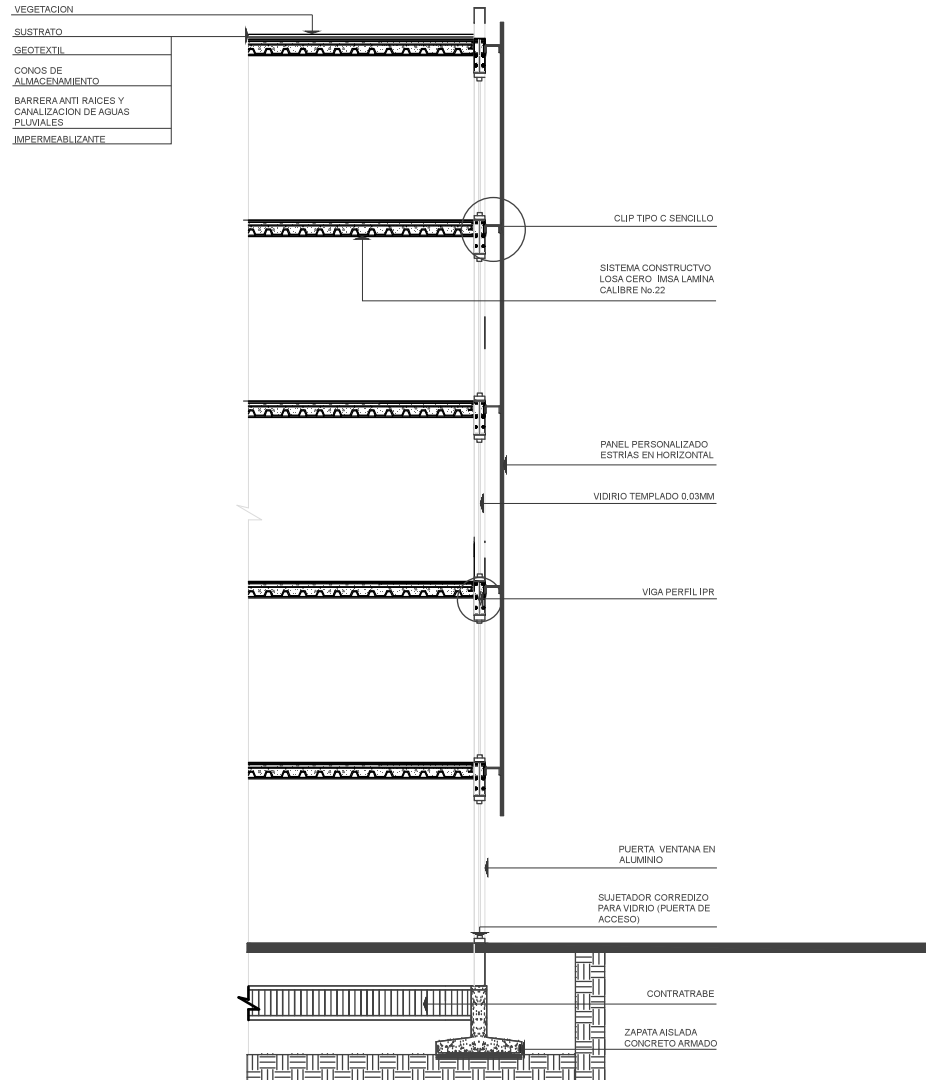 VEGETACION
SUSTRATO
GEOTEXTIL
CONOS DE
ALMACENAMIENTO
BARRERA ANTI RAICES Y
CANALIZACION DE AGUAS
PLUVIALES
IMPERMEABLIZANTE
CLIP TIPO C SENCILLO
SISTEMA CONSTRUCTVO
LOSA CERO IMSA LAMINA
CALIBRE No.22
PANEL PERSONALIZADO
ESTRIAS EN HORIZONTAL
VIDIRIO TEMPLADO 0.03MM
VIGA PERFIL IPR
PUERTA VENTANA EN
ALUMINIO
SUJETADOR CORREDIZO
PARA VIDRIO (PUERTA DE
ACCESO)
CONTRATRABE
ZAPATA AISLADA
CONCRETO ARMADO